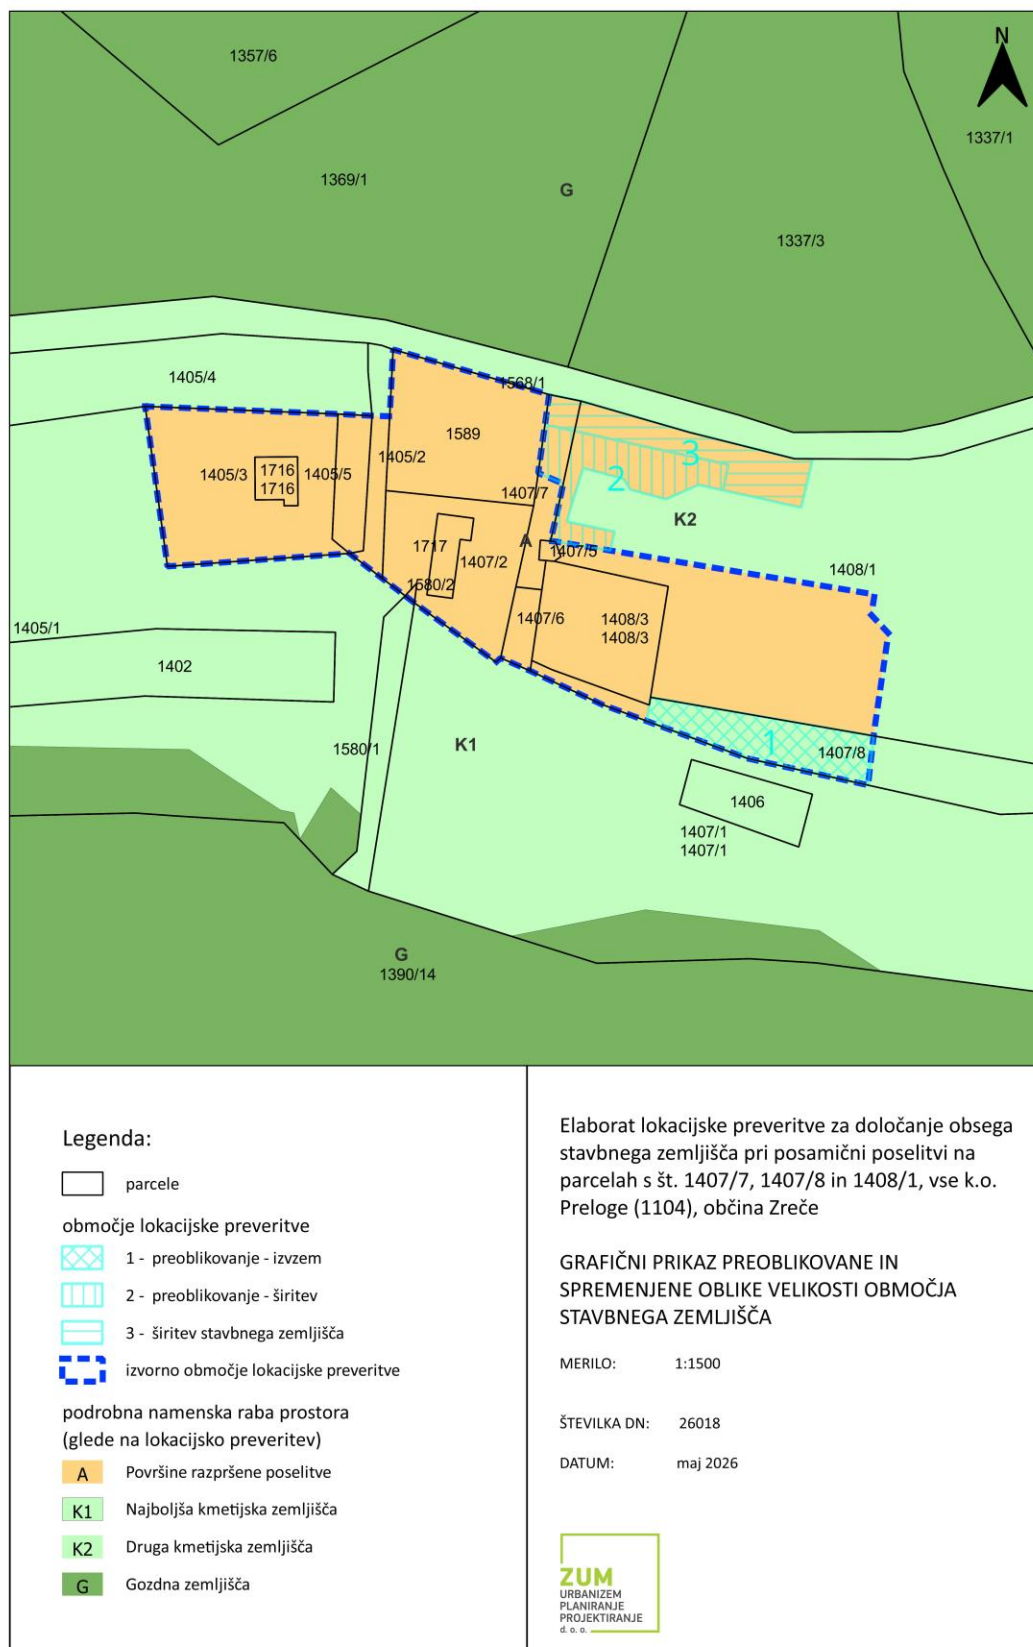 N
1357/6
1337/1
1369/1
G
1337/3
1568/1
1405/4
1589
1405/2
3
1405/3
1716
1716
1405/5
2
1407/7
K2
A
1717
1407/2
1407/5
1408/1
1580/2
1407/6
1408/3
1408/3
1405/1
1402
1580/1
K1
1
1407/8
1406
1407/1
1407/1
G
1390/14
Legenda:
parcele
območje lokacijske preveritve
1 - preoblikovanje - izvzem
2 - preoblikovanje - širitev
3 - širitev stavbnega zemljišča
izvorno območje lokacijske preveritve
podrobna namenska raba prostora
(glede na lokacijsko preveritev)
A Površine razpršene poselitve
K1 Najboljša kmetijska zemljišča
K2 Druga kmetijska zemljišča
G Gozdna zemljišča
Elaborat lokacijske preveritve za določanje obsega
stavbnega zemljišča pri posamični poselitvi na
parcelah s št. 1407/7, 1407/8 in 1408/1, vse k.o.
Preloge (1104), občina Zreče
GRAFIČNI PRIKAZ PREOBLIKOVANE IN
SPREMENJENE OBLIKE VELIKOSTI OBMOČJA
STAVBNEGA ZEMLJIŠČA
MERILO: 1:1500
ŠTEVILKA DN: 26018
DATUM: maj 2026
ZUM
URBANIZEM
PLANIRANJE
PROJEKTIRANJE
d. o. o.